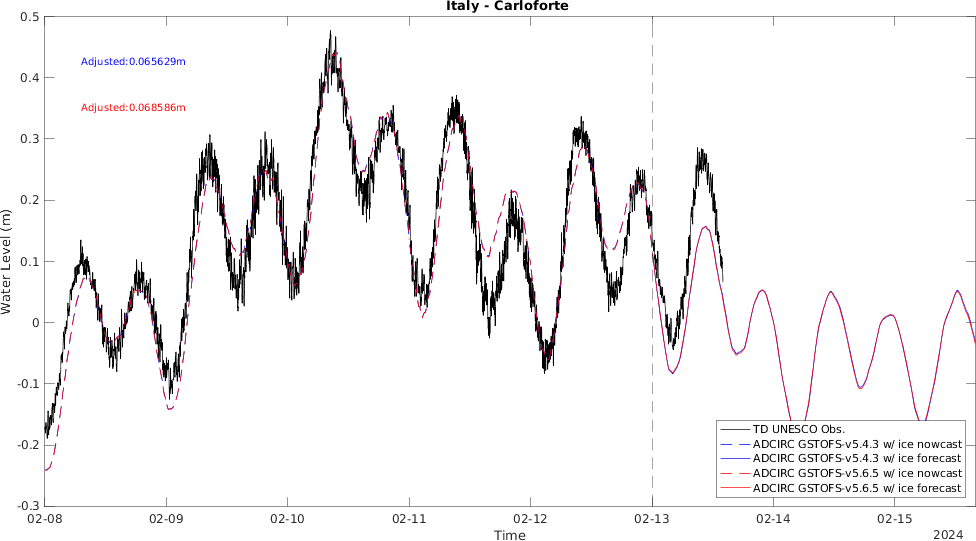 Italy - Carloforte
0.5
0.4
0.3
0.2
0.1
0
-0.1
-0.2
-0.3
Water Level (m)
Adjusted:0.065629m
Adjusted:0.068586m
TD UNESCO Obs.
ADCIRC GSTOFS-v5.4.3 w/ ice nowcast
ADCIRC GSTOFS-v5.4.3 w/ ice forecast
ADCIRC GSTOFS-v5.6.5 w/ ice nowcast
ADCIRC GSTOFS-v5.6.5 w/ ice forecast
02-08 02-09 02-10 02-11 02-12 02-13 02-14 02-15
Time
2024